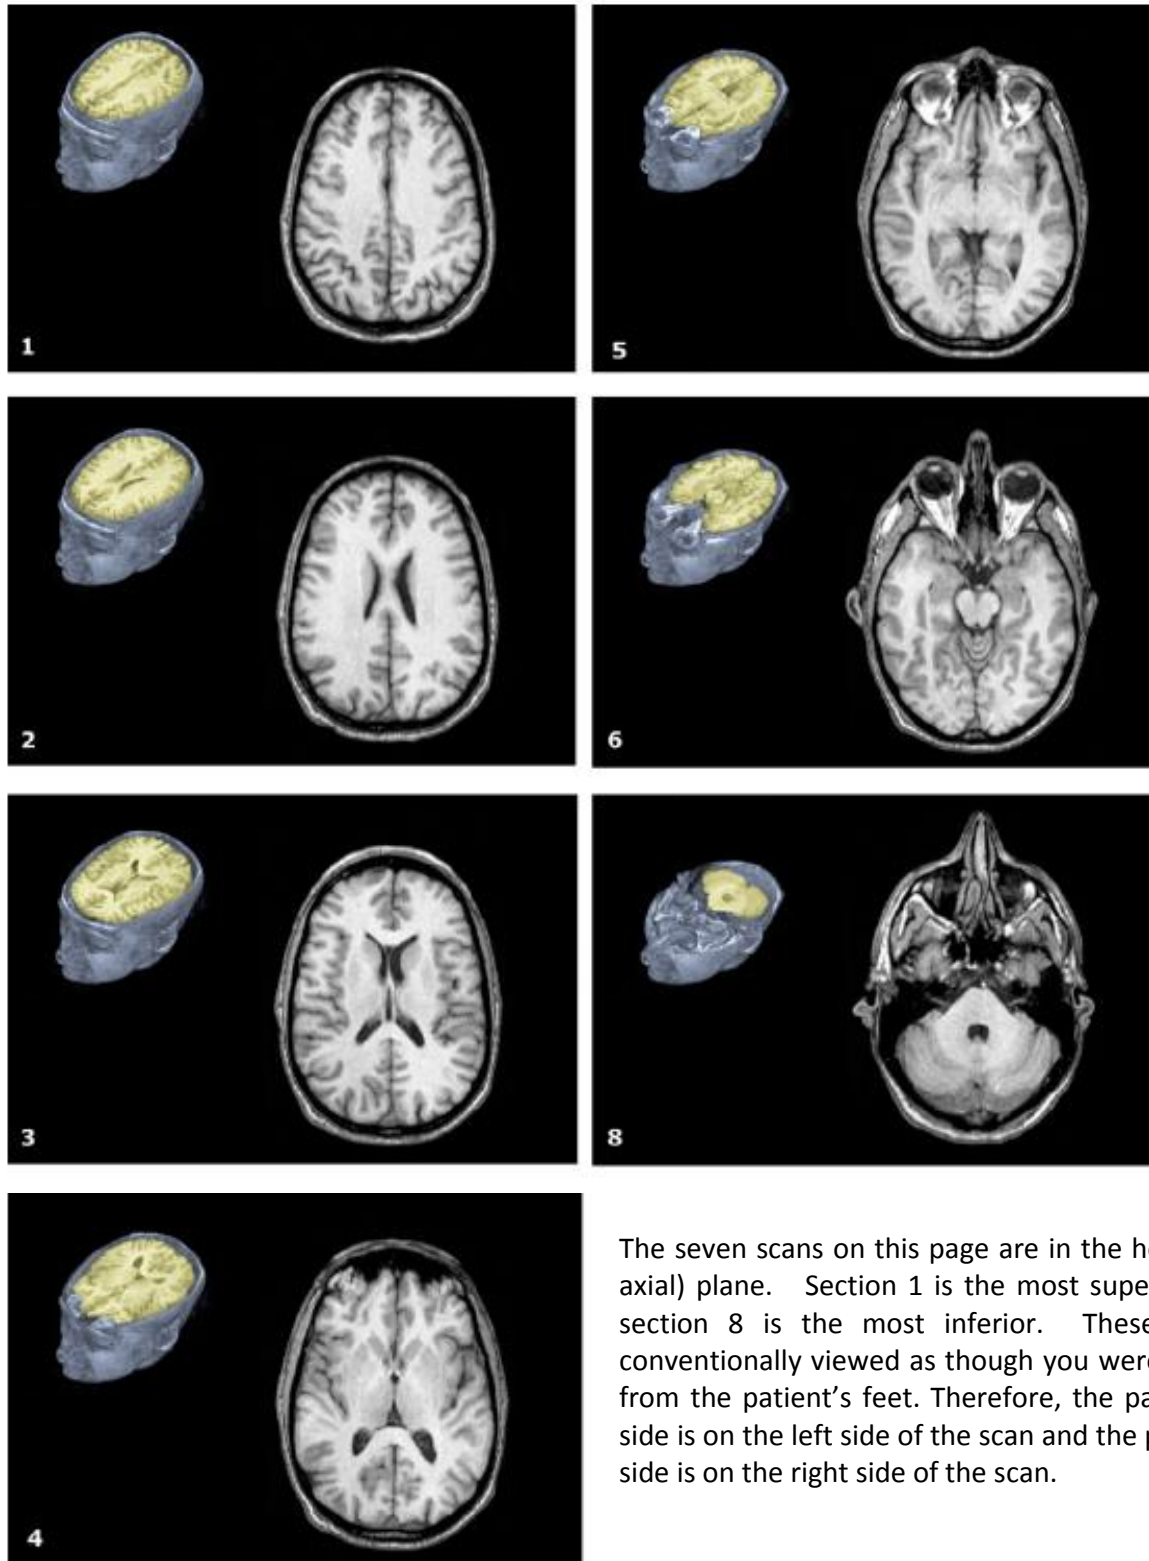 1
5
2
6
3
8
4
The seven scans on this page are in the
axial) plane. Section 1 is the most
section 8 is the most inferior. These
conventionally viewed as though you were
from the patient's feet. Therefore, the
side is on the left side of the scan and the
side is on the right side of the scan.